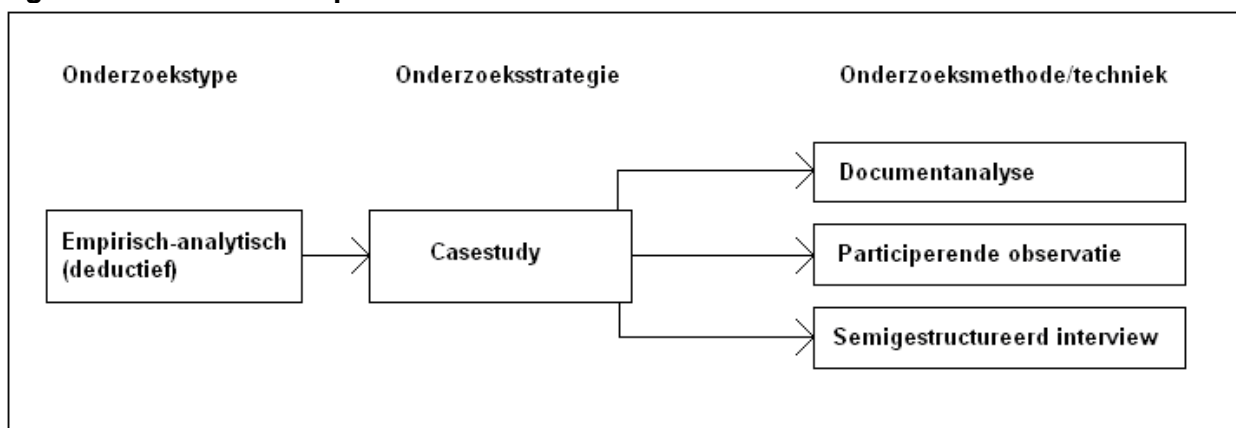 Onderzoekstype
Onderzoeksstrategie
Onderzoeksmethode/techniek
Empirisch-analytisch
(deductief)
Casestudy
Documentanalyse
Participerende observatie
Semigestructureerd interview